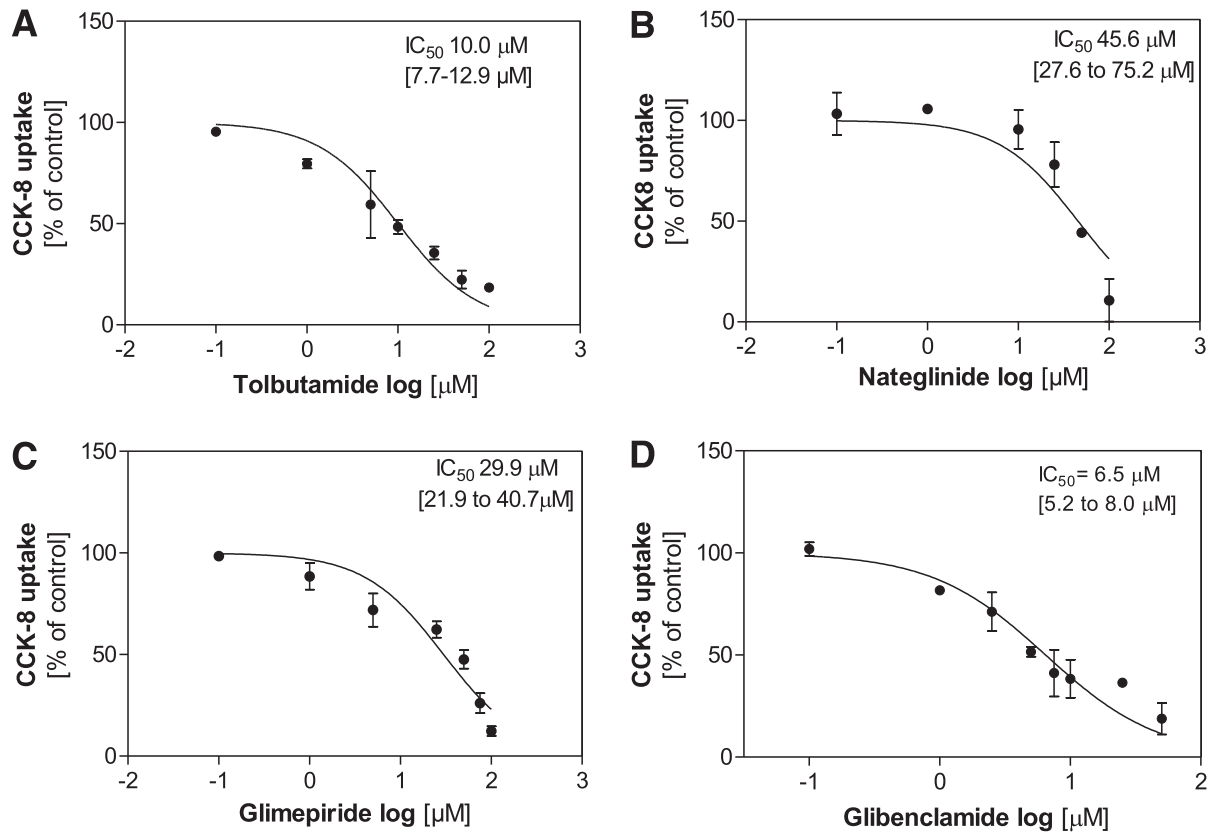 A
150
100
50
0
CCK-8 uptake
[% of control]
IC50 10.0 μM
[7.7-12.9 μM]
-2 -1 0 1 2 3
Tolbutamide log [μM]
B
150
100
50
0
CCK8 uptake
[% of control]
IC50 45.6 μM
[27.6 to 75.2 μM]
-2 -1 0 1 2 3
Nateglinide log [μM]
C
150
100
50
0
CCK-8 uptake
[% of control]
IC50 29.9 μM
[21.9 to 40.7μM]
-2 -1 0 1 2 3
Glimepiride log [μM]
D
150
100
50
0
CCK-8 uptake
[% of control]
IC50= 6.5 μM
[5.2 to 8.0 μM]
-1 0 1 2
Glibenclamide log [μM]